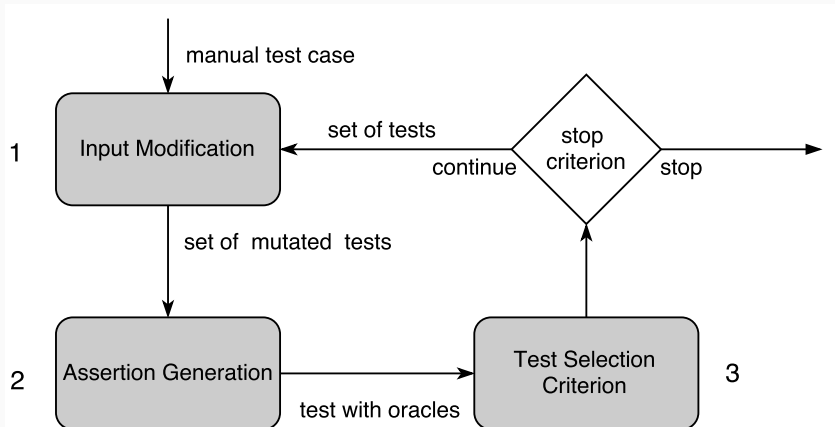 manual test case
1
Input Modification
set of tests
continue
stop
criterion
stop
set of mutated tests
2
Assertion Generation
test with oracles
Test Selection
Criterion
3